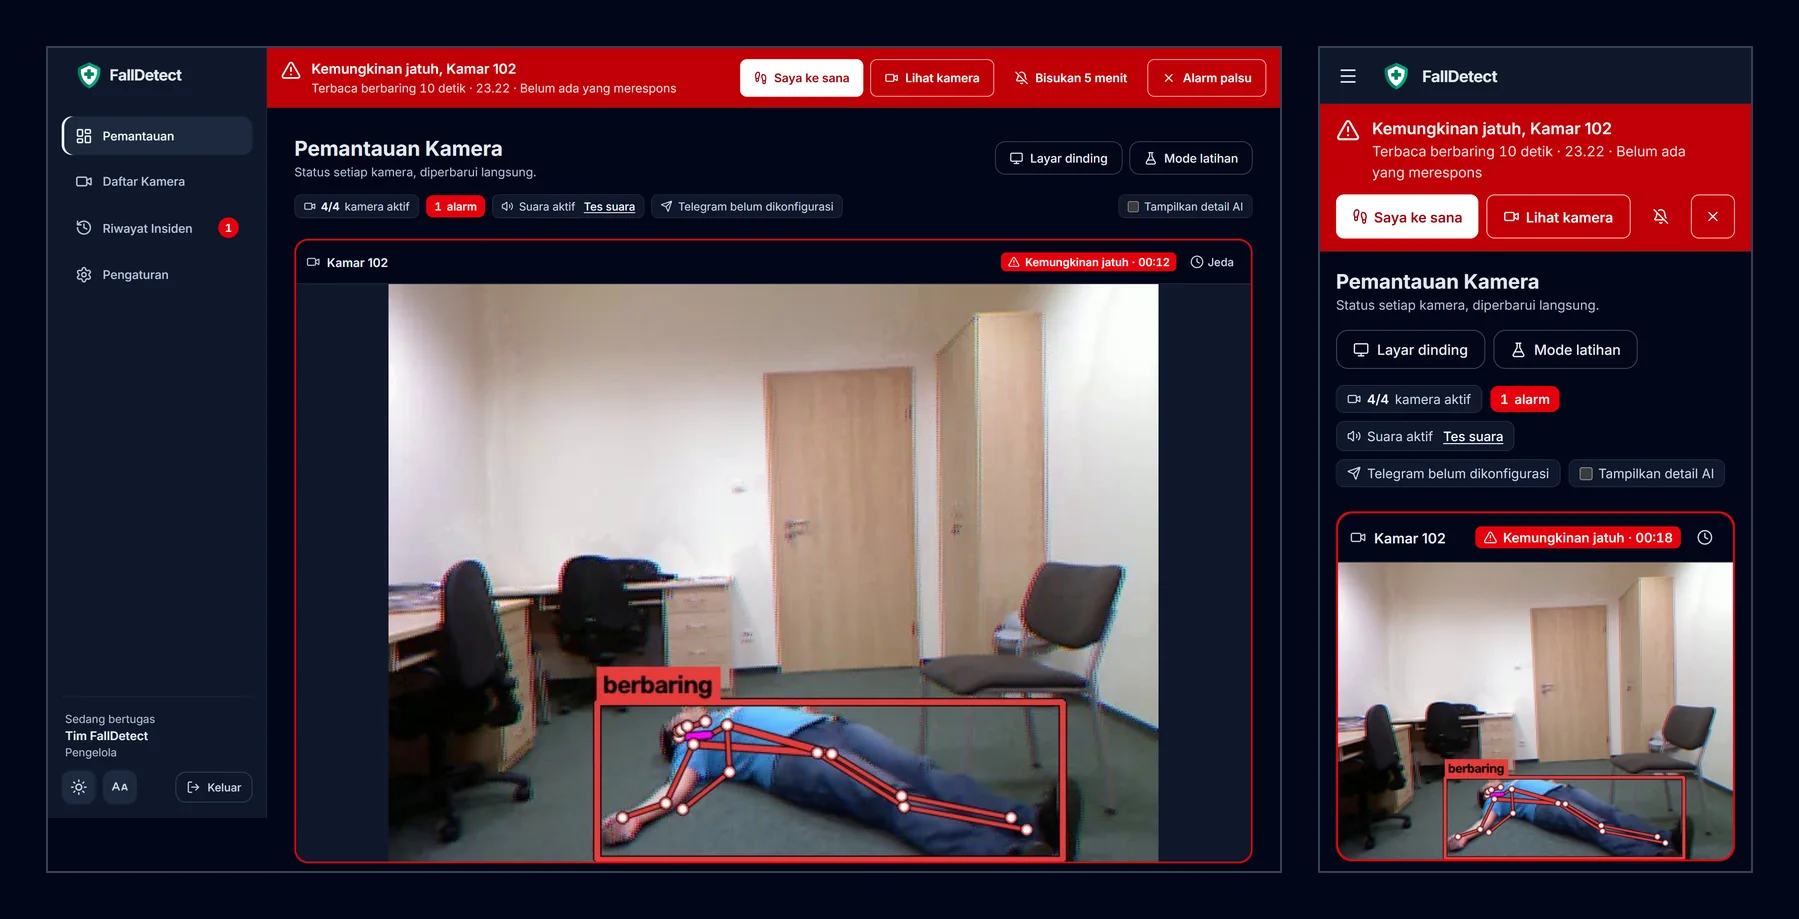 FallDetect
Pemantauan
Daftar Kamera
Riwayat Insiden 1
Pengaturan
Sedang bertugas
Tim FallDetect
Pengelola
AA
Keluar
Kemungkinan jatuh, Kamar 102
Terbaca berbaring 10 detik · 23.22 · Belum ada yang merespons
Saya ke sana
Lihat kamera
Bisukan 5 menit
Alarm palsu
Pemantauan Kamera
Status setiap kamera, diperbarui langsung.
Layar dinding
Mode latihan
4/4 kamera aktif
1 alarm
Suara aktif Tes suara
Telegram belum dikonfigurasi
Tampilkan detail AI
Kamar 102
Kemungkinan jatuh · 00:12
Jeda
berbaring
FallDetect
Kemungkinan jatuh, Kamar 102
Terbaca berbaring 10 detik · 23.22 · Belum ada
yang merespons
Saya ke sana
Lihat kamera
Pemantauan Kamera
Status setiap kamera, diperbarui langsung.
Layar dinding
Mode latihan
4/4 kamera aktif
1 alarm
Suara aktif Tes suara
Telegram belum dikonfigurasi
Tampilkan detail AI
Kamar 102
Kemungkinan jatuh · 00:18
berbaring